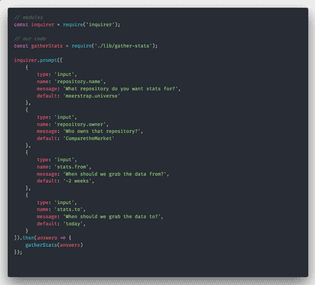 // modules
const inquirer = require('inquirer');
// our code
const gatherStats = require('./lib/gather-stats');
inquirer.prompt([
{
type: 'input',
name: 'repository.name',
message: 'What repository do you want stats for?',
default: 'meerstrap.universe'
},
{
type: 'input',
name: 'repository.owner',
message: 'Who owns that repository?',
default: 'ComparetheMarket'
},
{
type: 'input',
name: 'stats.from',
message: 'When should we grab the data from?',
default: '-2 weeks',
},
{
type: 'input',
name: 'stats.to',
message: 'When should we grab the data to?',
default: 'today',
}
]).then(answers => {
gatherStats(answers)
});